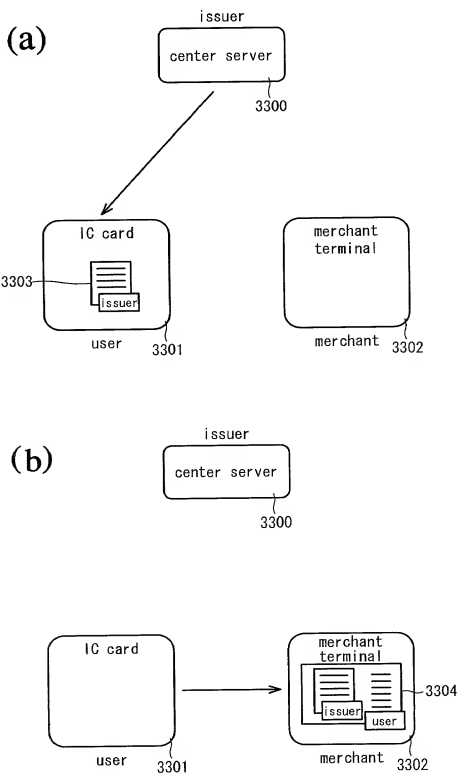 (a)
issuer
center server
3300
IC card
3303
issuer
3301
user
merchant
terminal
3302
merchant
(b)
issuer
center server
3300
IC card
3301
user
merchant
terminal
issuer
user
3304
3302
merchant